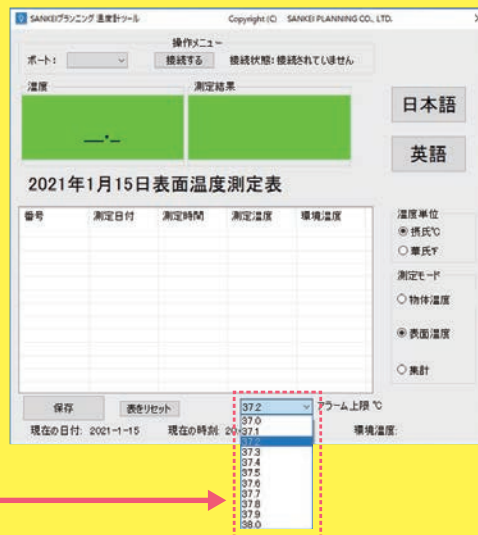 SANKEIプランニング 温度計ツール Copyright (C) SANKEI PLANNING CO., LTD.
操作メニュー
ポート: 接続する 接続状態: 接続されていません
温度 測定結果
__._
日本語
英語
2021年1月15日表面温度測定表
番号 測定日付 測定時間 測定温度 環境温度
温度単位
摂氏℃
華氏℉
測定モード
物体温度
表面温度
集計
保存 表をリセット 37.2 アラーム上限 ℃
現在の日付: 2021-1-15 現在の時刻: 20 環境温度:
37.0
37.1
37.2
37.3
37.4
37.5
37.6
37.7
37.8
37.9
38.0